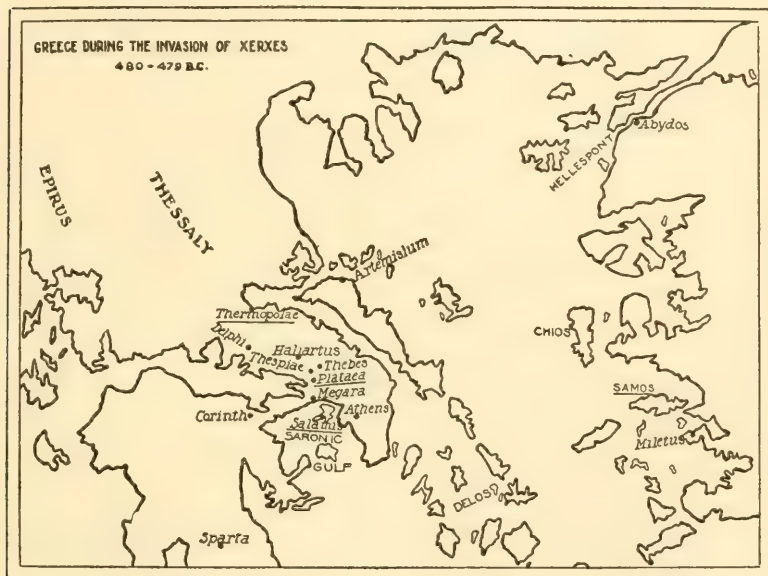 GREECE DURING THE INVASION OF XERXES
480-479 B.C.
EPIRUS
THESSALY
HELLESPONT
Abydos
Artemisium
Thermopolae
Delphi
Haliartus
Thespiae
Thebes
Plataea
Megara
CHIOS
SAMOS
Corinth
Athens
Salamis
SARONIC
GULF
Miletus
DELOS
Sparta